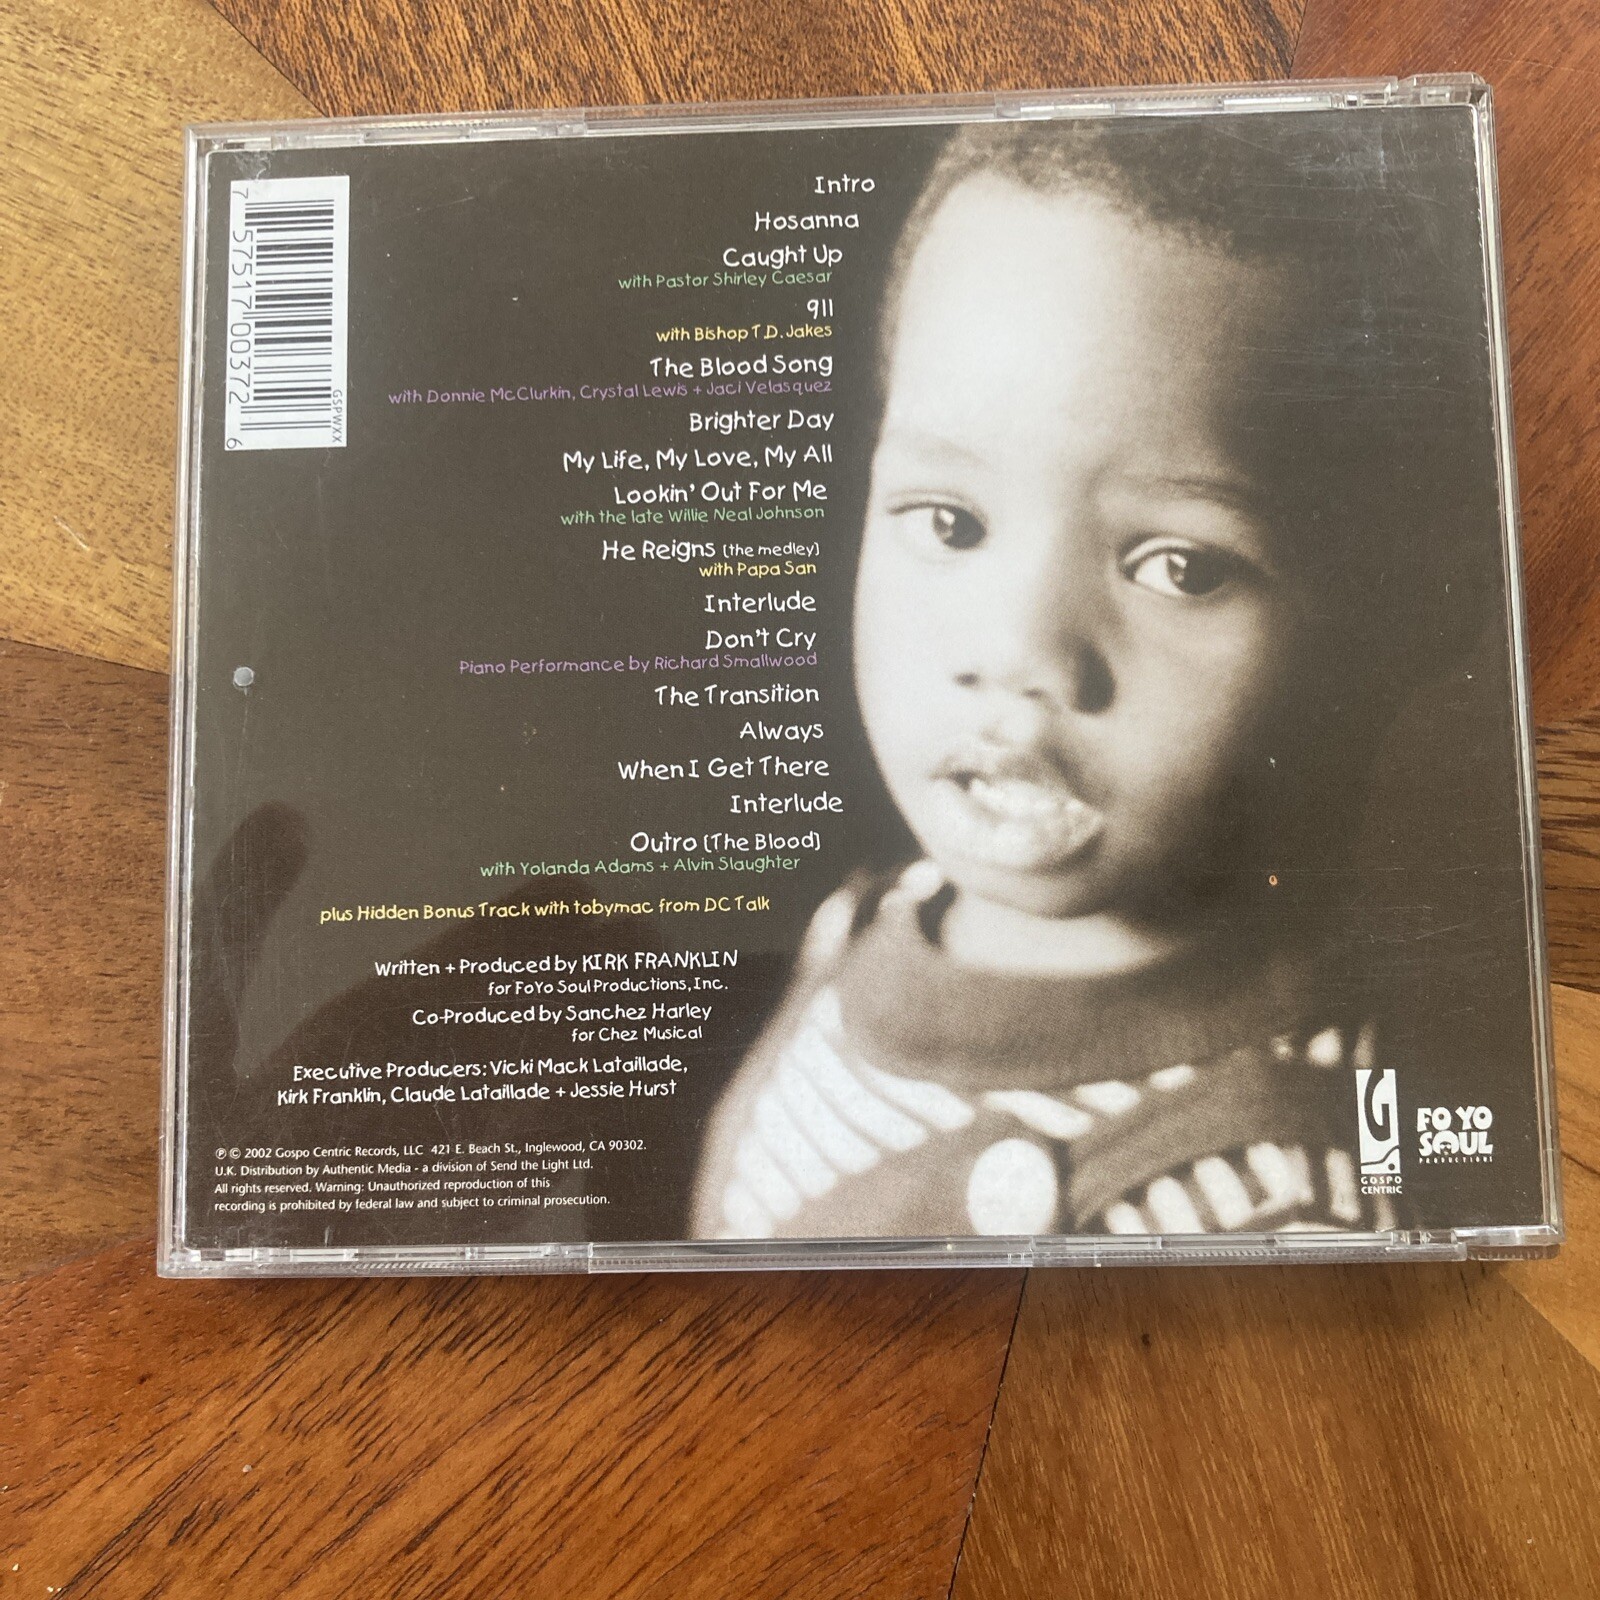 Intro
Hosanna
Caught Up
with Pastor Shirley Caesar
911
with Bishop T.D. Jakes
The Blood Song
with Donnie McClurkin, Crystal Lewis + Jaci Velasquez
Brighter Day
My Life, My Love, My All
Lookin' Out For Me
with the late Willie Neal Johnson
He Reigns [the medley]
with Papa San
Interlude
Don't Cry
Piano Performance by Richard Smallwood
The Transition
Always
When I Get There
Interlude
Outro [The Blood]
with Yolanda Adams + Alvin Slaughter
plus Hidden Bonus Track with tobymac from DC Talk
Written + Produced by KIRK FRANKLIN
for FoYo Soul Productions, Inc.
Co-Produced by Sanchez Harley
for Chez Musical
Executive Producers: Vicki Mack Lataillade,
Kirk Franklin, Claude Lataillade + Jessie Hurst
℗ © 2002 Gospo Centric Records, LLC 421 E. Beach St., Inglewood, CA 90302.
U.K. Distribution by Authentic Media - a division of Send the Light Ltd.
All rights reserved. Warning: Unauthorized reproduction of this
recording is prohibited by federal law and subject to criminal prosecution.
7 57517 00372 6
GSPWXX
G
GOSPO
CENTRIC
FO YO
SOUL
PRODUCTIONS